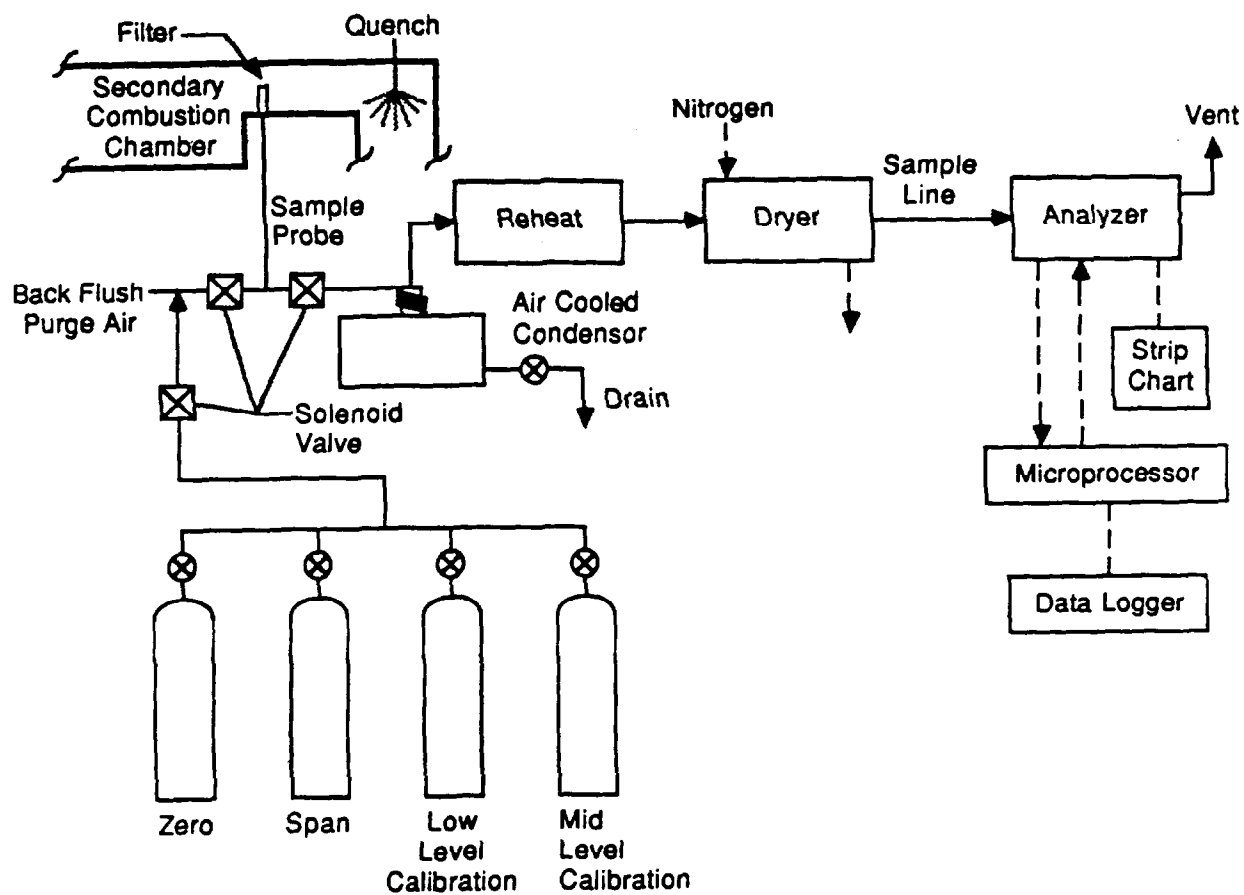 Filter
Quench
Secondary
Combustion
Chamber
Nitrogen
Vent
Sample
Probe
Reheat
Dryer
Sample
Line
Analyzer
Back Flush
Purge Air
Air Cooled
Condensor
Strip
Chart
Drain
Solenoid
Valve
Microprocessor
Data Logger
Zero
Span
Low
Level
Calibration
Mid
Level
Calibration